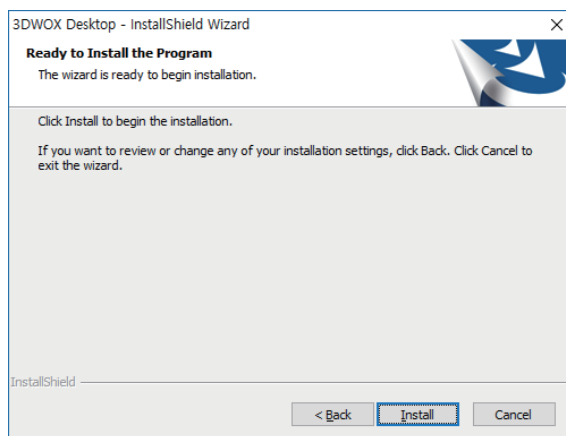 3DWOX Desktop - InstallShield Wizard
Ready to Install the Program
The wizard is ready to begin installation.
Click Install to begin the installation.
If you want to review or change any of your installation settings, click Back. Click Cancel to
exit the wizard.
InstallShield
< Back Install Cancel